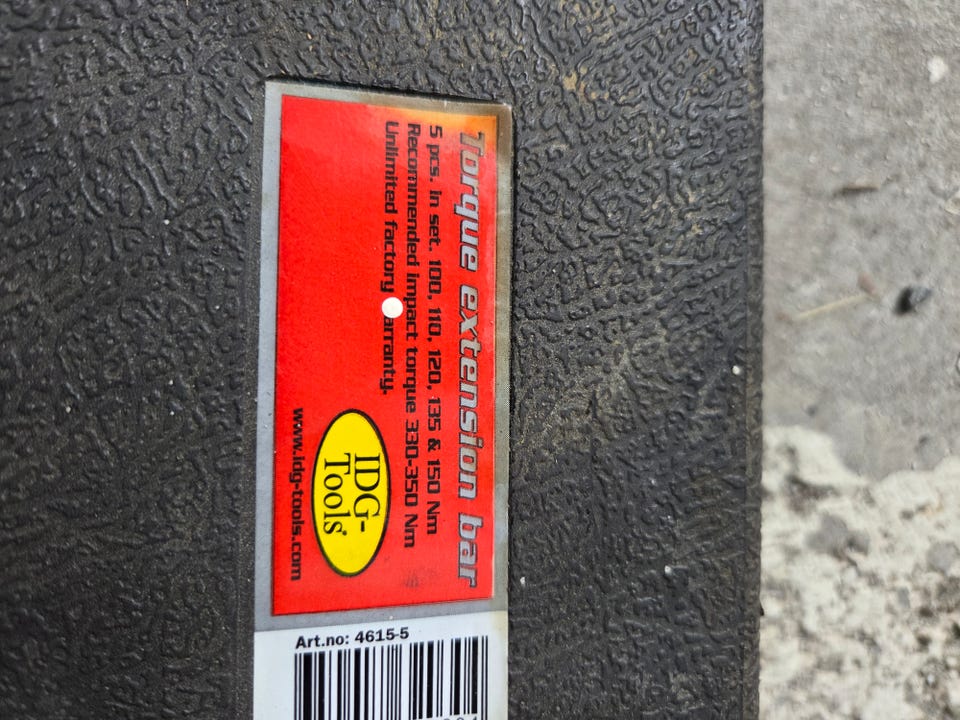 Torque extension bar
5 pcs. in set. 100, 110, 120, 135 & 150 Nm
Recommended impact torque 330-350 Nm
Unlimited factory arranty.
IDG-
Tools
www.idg-tools.com
Art.no: 4615-5